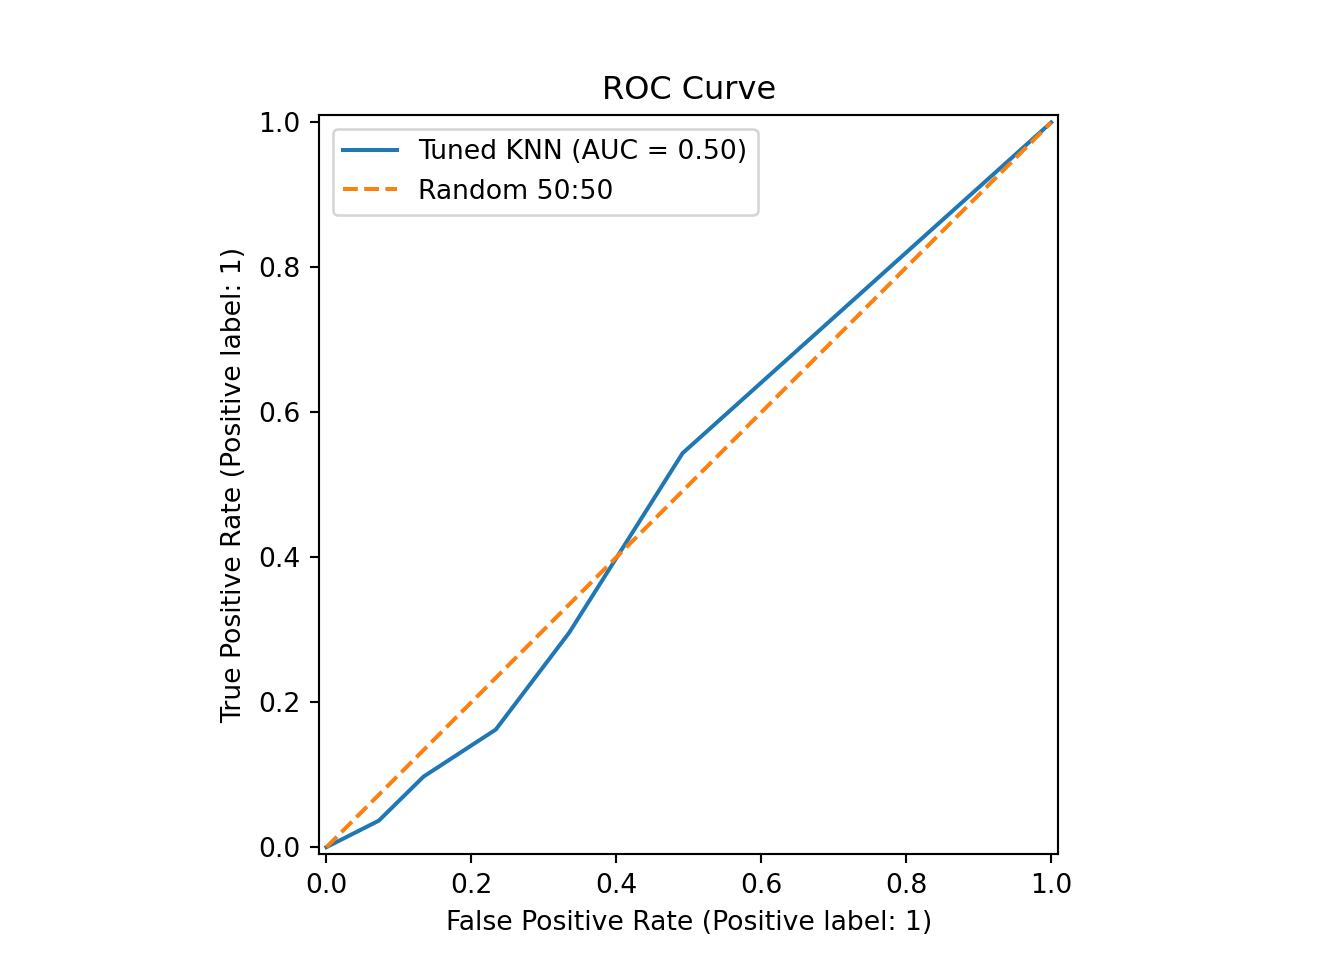 ROC Curve
Tuned KNN (AUC = 0.50)
Random 50:50
True Positive Rate (Positive label: 1)
1.0
0.8
0.6
0.4
0.2
0.0
0.0 0.2 0.4 0.6 0.8 1.0
False Positive Rate (Positive label: 1)